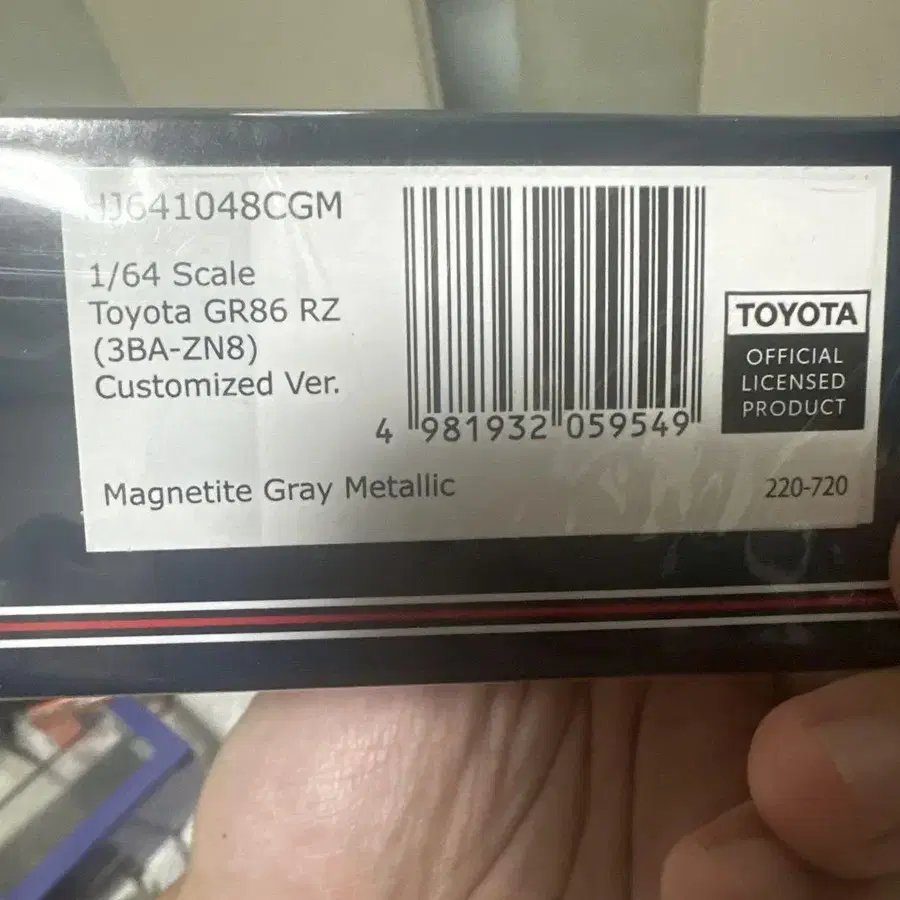 HJ641048CGM
1/64 Scale
Toyota GR86 RZ
(3BA-ZN8)
Customized Ver.
4 981932 059549
TOYOTA
OFFICIAL
LICENSED
PRODUCT
Magnetite Gray Metallic
220-720